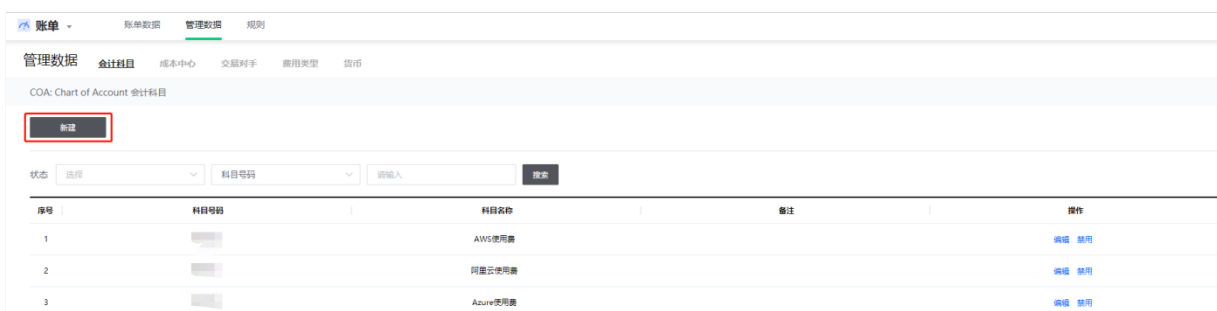 账单 账单数据 管理数据 规则
管理数据 会计科目 成本中心 交易对手 费用类型 货币
COA: Chart of Account 会计科目
新建
状态 选择 科目号码 请输入 搜索
序号 科目号码 科目名称 备注 操作
1 AWS使用费 编辑 禁用
2 阿里云使用费 编辑 禁用
3 Azure使用费 编辑 禁用